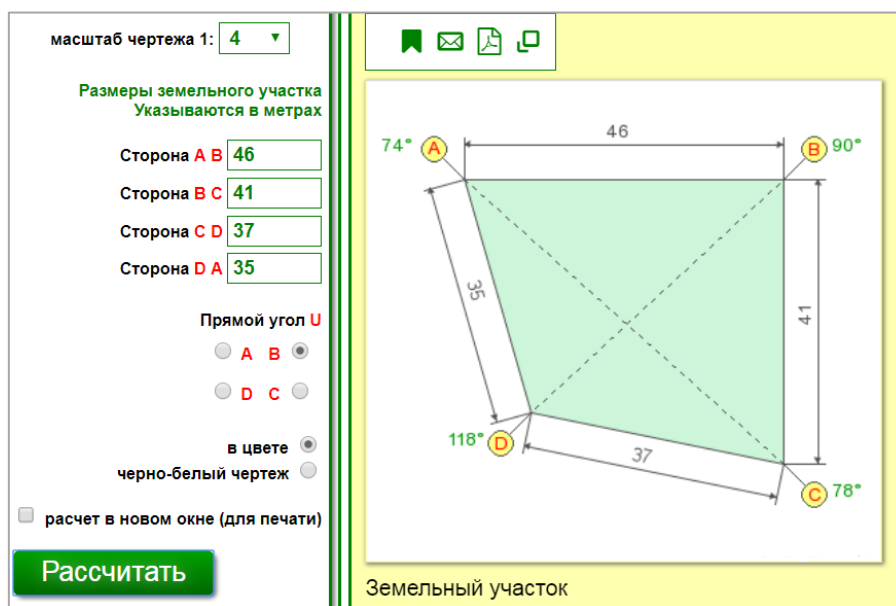 масштаб чертежа 1: 4
Размеры земельного участка
Указываются в метрах
Сторона A B 46
Сторона B C 41
Сторона C D 37
Сторона D A 35
Прямой угол U
A B
D C
в цвете
черно-белый чертеж
расчет в новом окне (для печати)
Рассчитать
46
74° A
B 90°
35
41
118° D
37
C 78°
Земельный участок